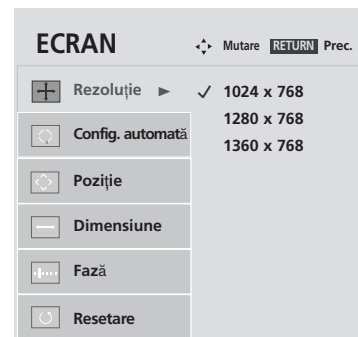 ECRAN Mutare RETURN Prec.
Rezoluție ► ✓ 1024 x 768
1280 x 768
Config. automată
1360 x 768
Poziție
Dimensiune
Fază
Resetare